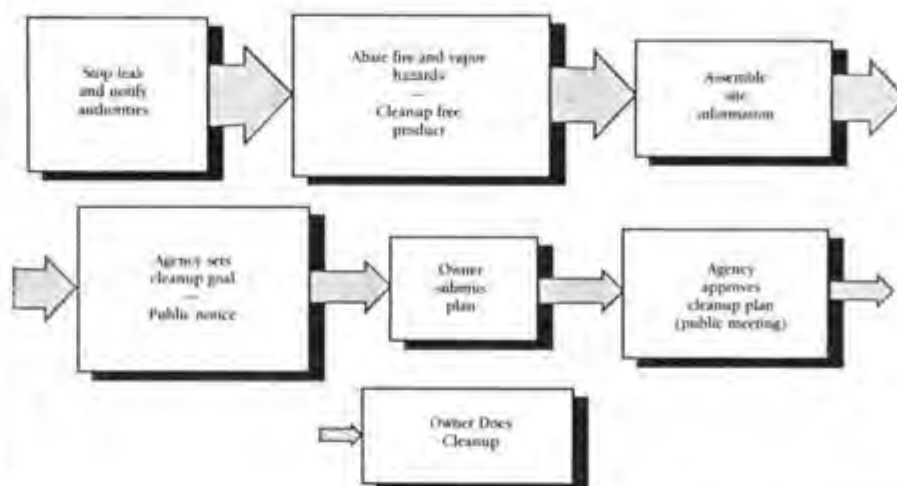 Stop leak
and notify
authorities
Abate fire and vapor
hazards
—
Cleanup free
product
Assemble
site
information
Agency sets
cleanup goal
—
Public notice
Owner
submits
plan
Agency
approves
cleanup plan
(public meeting)
Owner Does
Cleanup